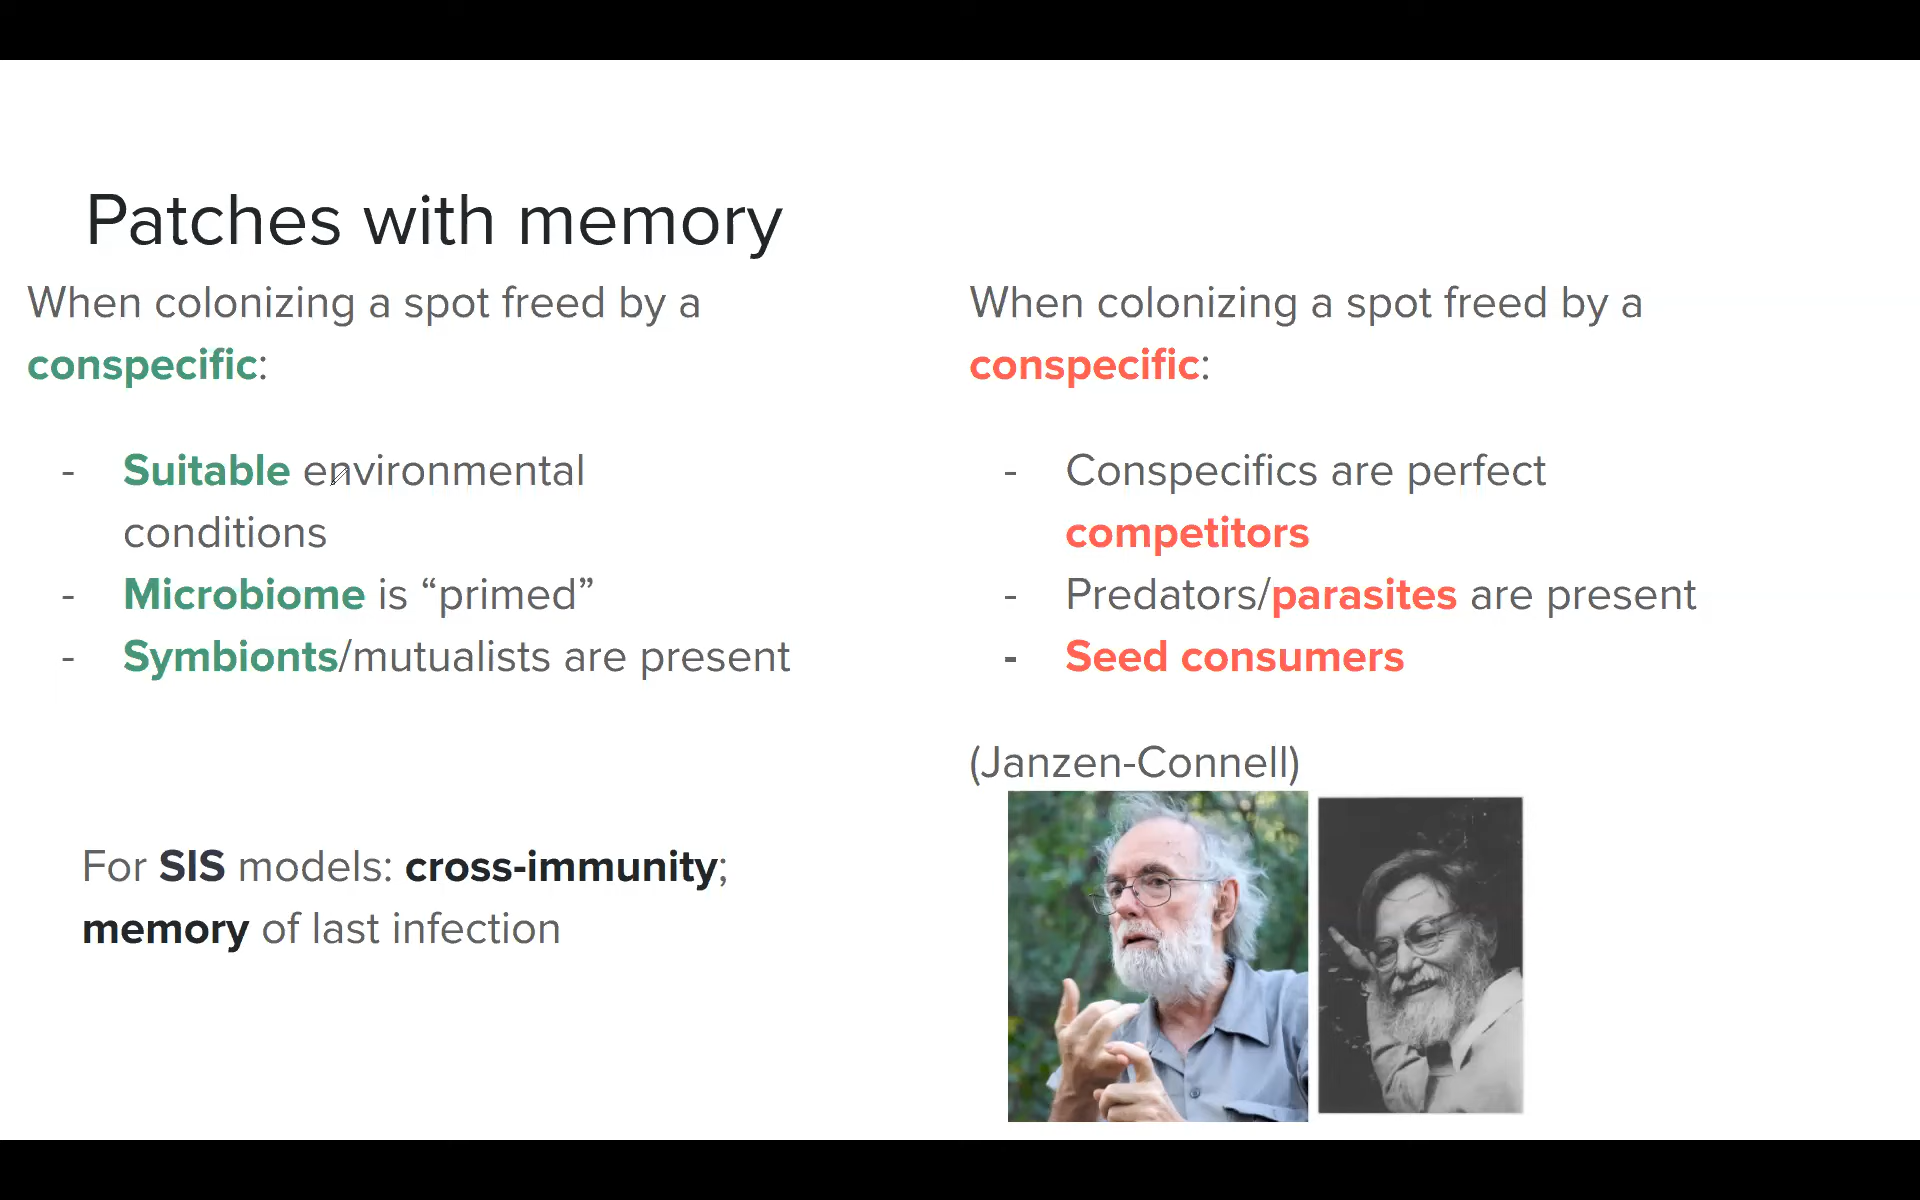 Patches with memory
When colonizing a spot freed by a
conspecific:
- Suitable environmental
conditions
- Microbiome is “primed”
- Symbionts/mutualists are present
For SIS models: cross-immunity;
memory of last infection
When colonizing a spot freed by a
conspecific:
- Conspecifics are perfect
competitors
- Predators/parasites are present
- Seed consumers
(Janzen-Connell)